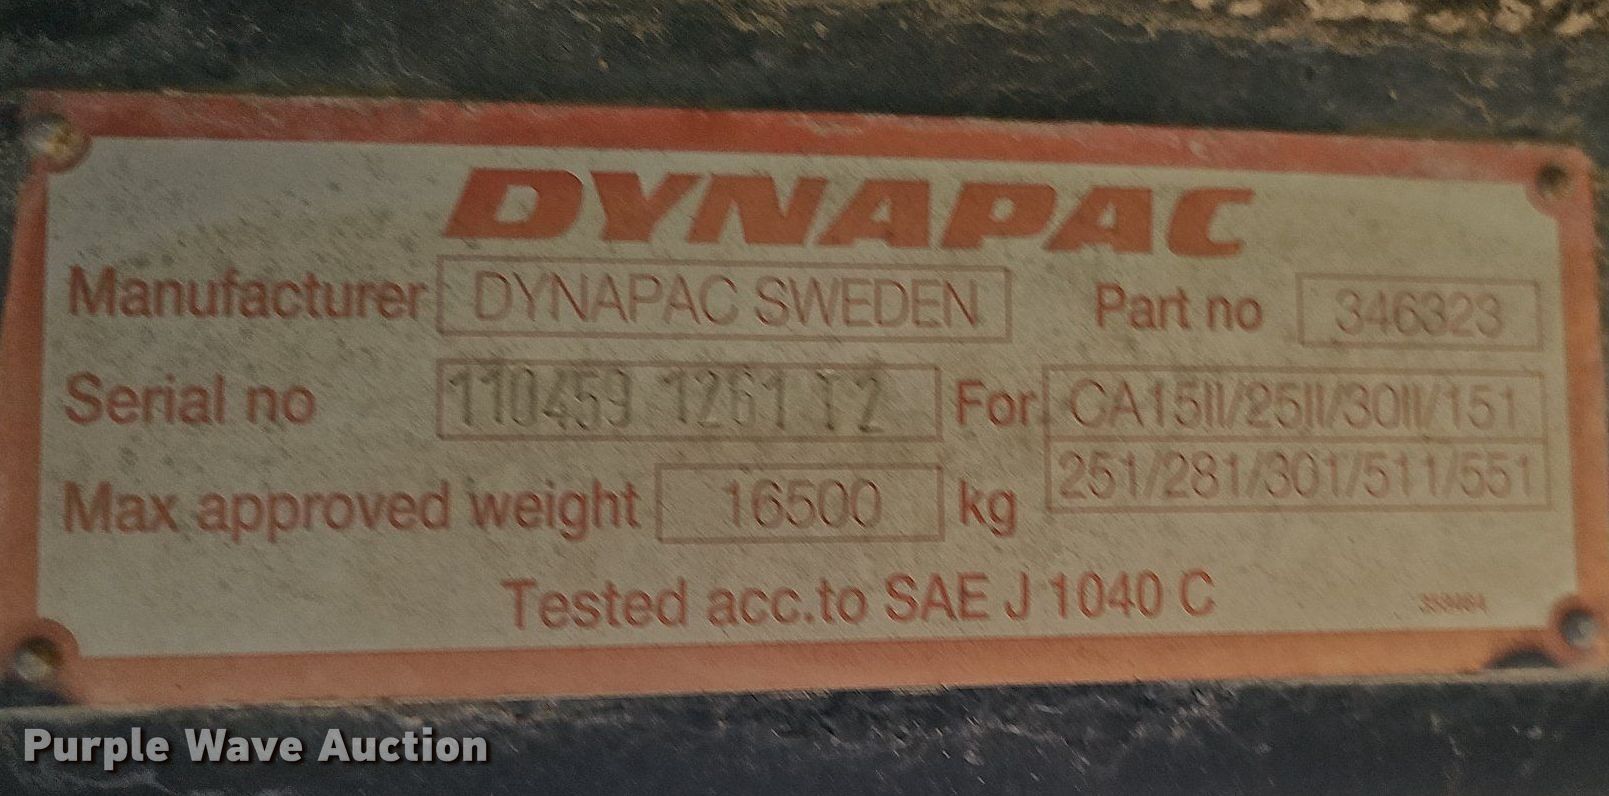 DYNAPAC
Manufacturer DYNAPAC SWEDEN Part no 346323
Serial no 110459 1261 T2 For CA15II/25II/30II/151
251/281/301/511/551
Max approved weight 16500 kg
Tested acc.to SAE J 1040 C
Purple Wave Auction